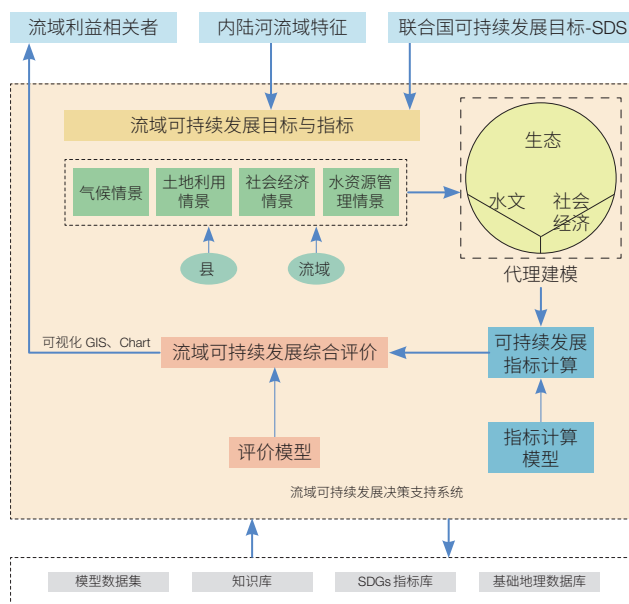 流域利益相关者
内陆河流域特征
联合国可持续发展目标-SDS
流域可持续发展目标与指标
气候情景
土地利用
情景
社会经济
情景
水资源管
理情景
县
流域
生态
水文
社会
经济
代理建模
可视化 GIS、Chart
流域可持续发展综合评价
可持续发展
指标计算
评价模型
指标计算
模型
流域可持续发展决策支持系统
模型数据集
知识库
SDGs 指标库
基础地理数据库